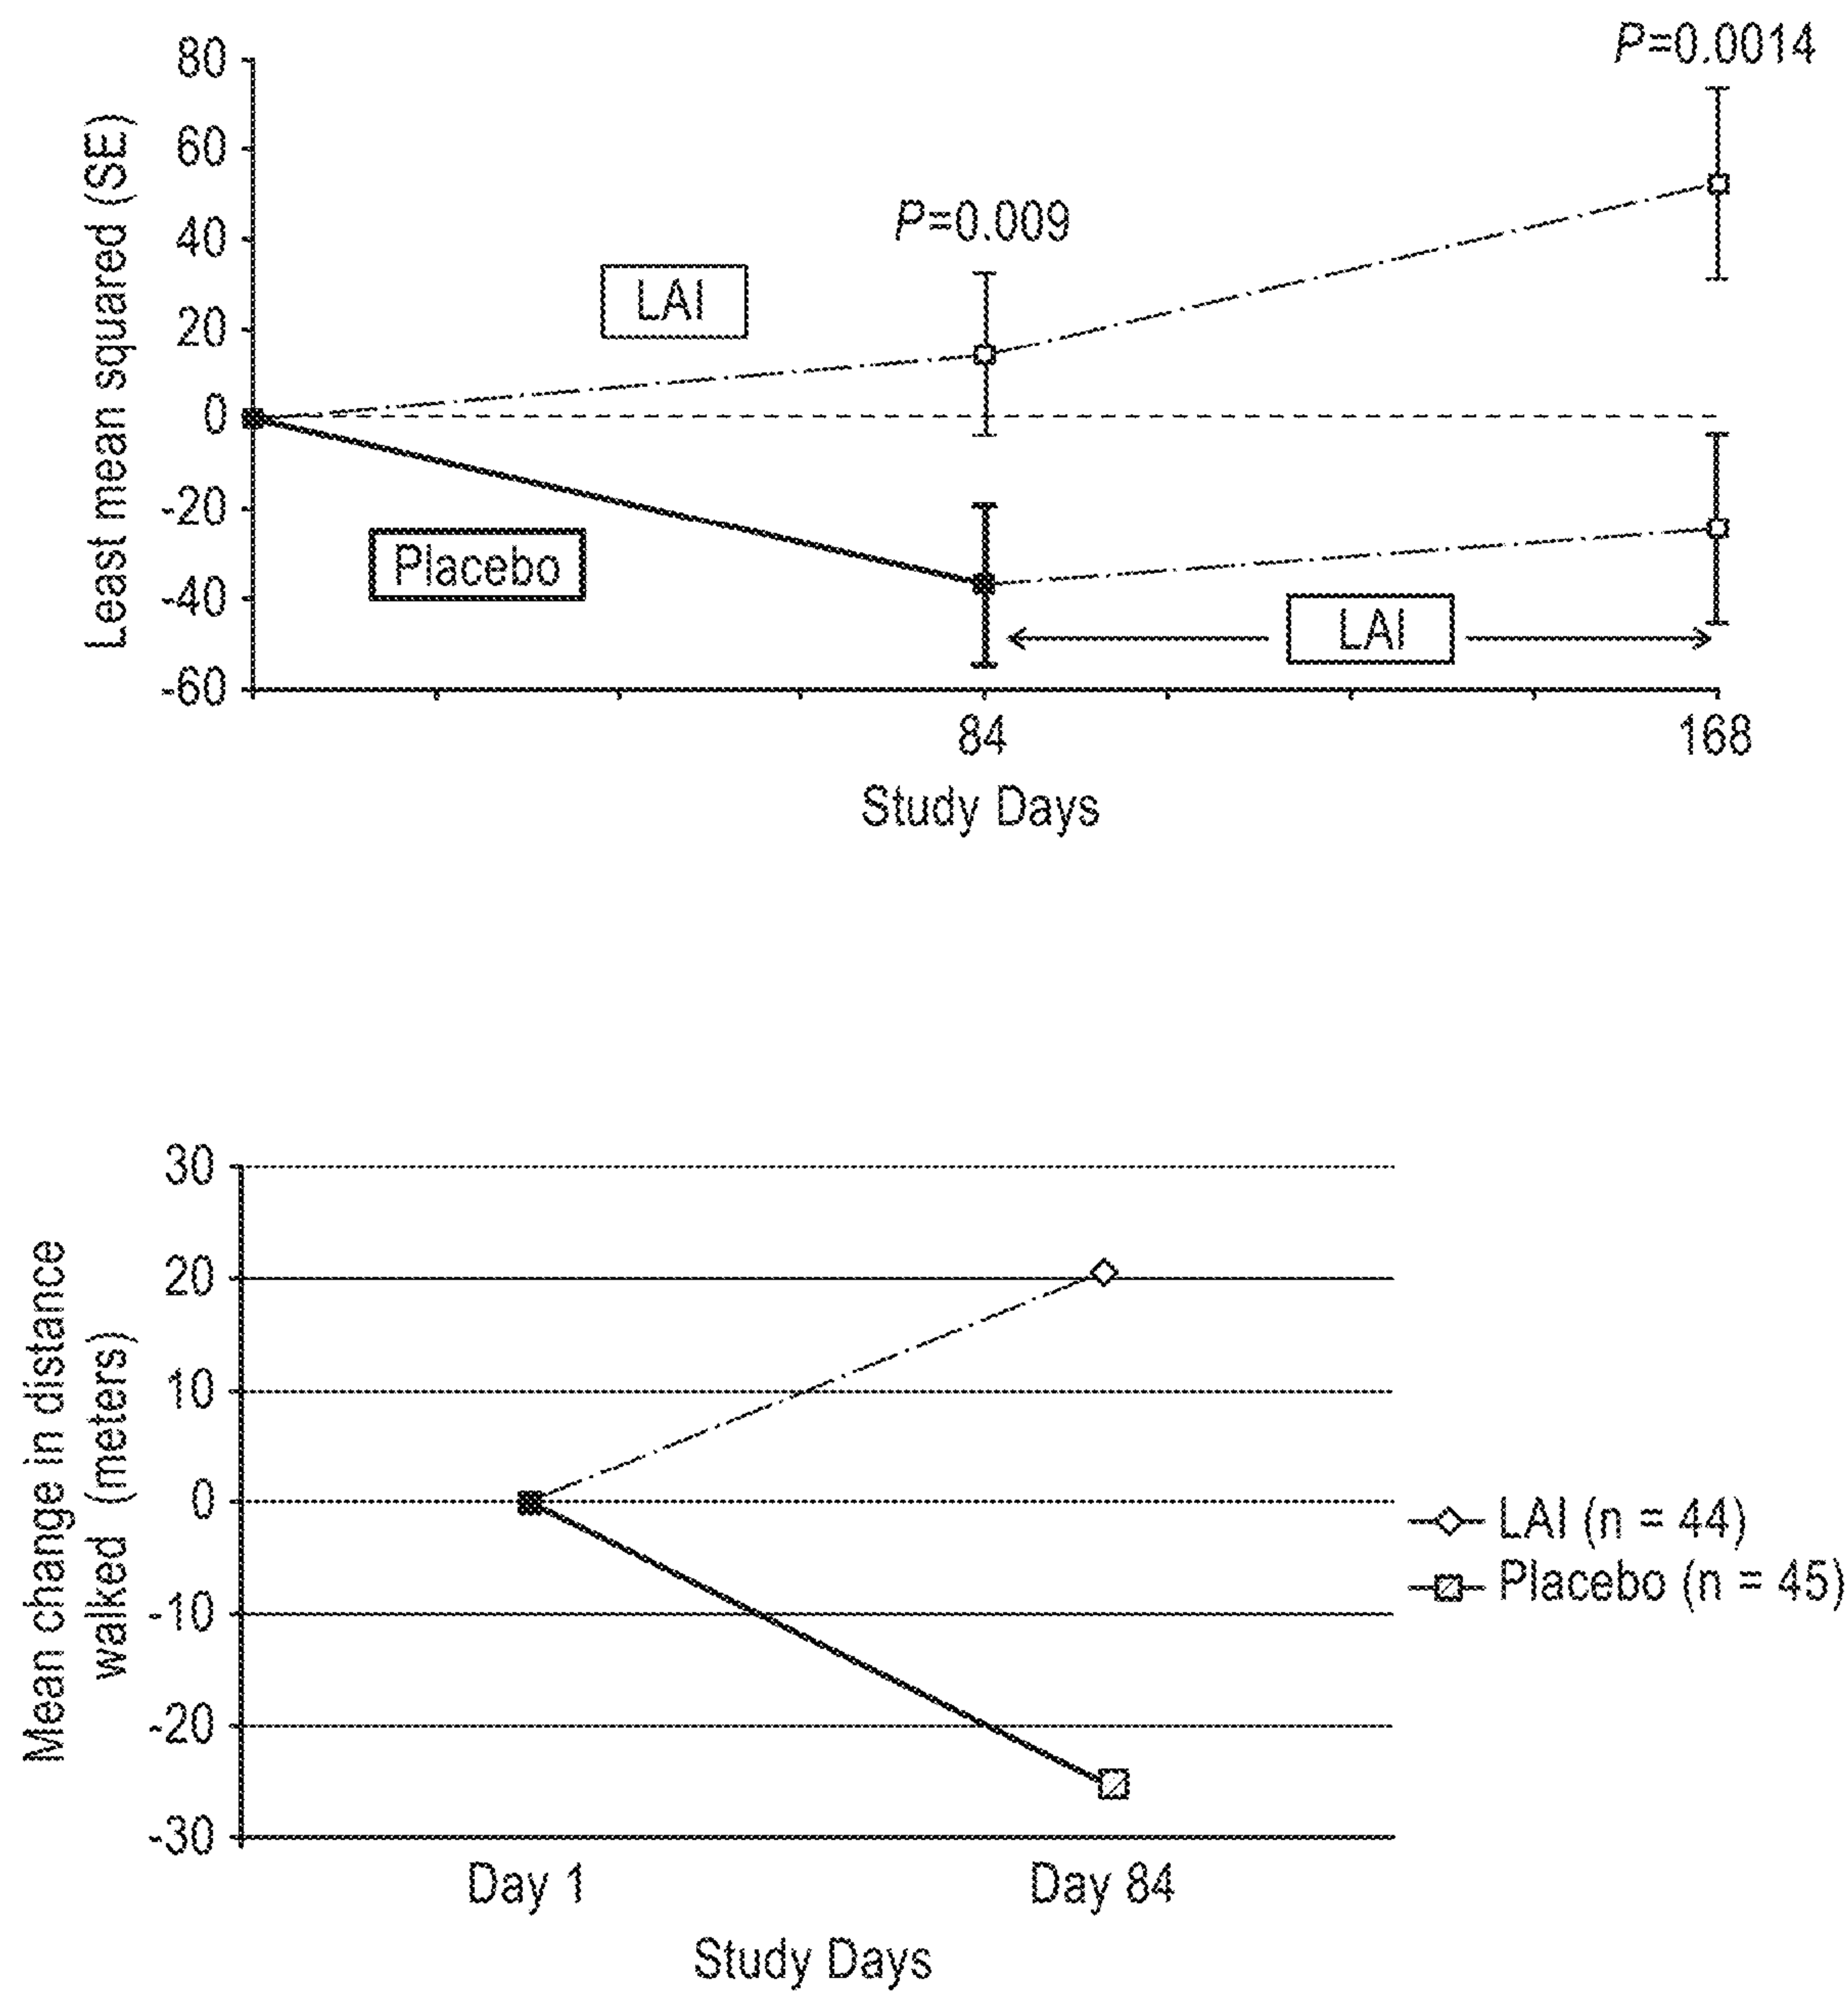 P=0.0014
80
60
40
20
0
-20
-40
-60
Least mean squared (SE)
P=0.009
LAI
Placebo
LAI
84
168
Study Days
30
20
10
0
-10
-20
-30
Mean change in distance
walked (meters)
LAI (n = 44)
Placebo (n = 45)
Day 1
Day 84
Study Days